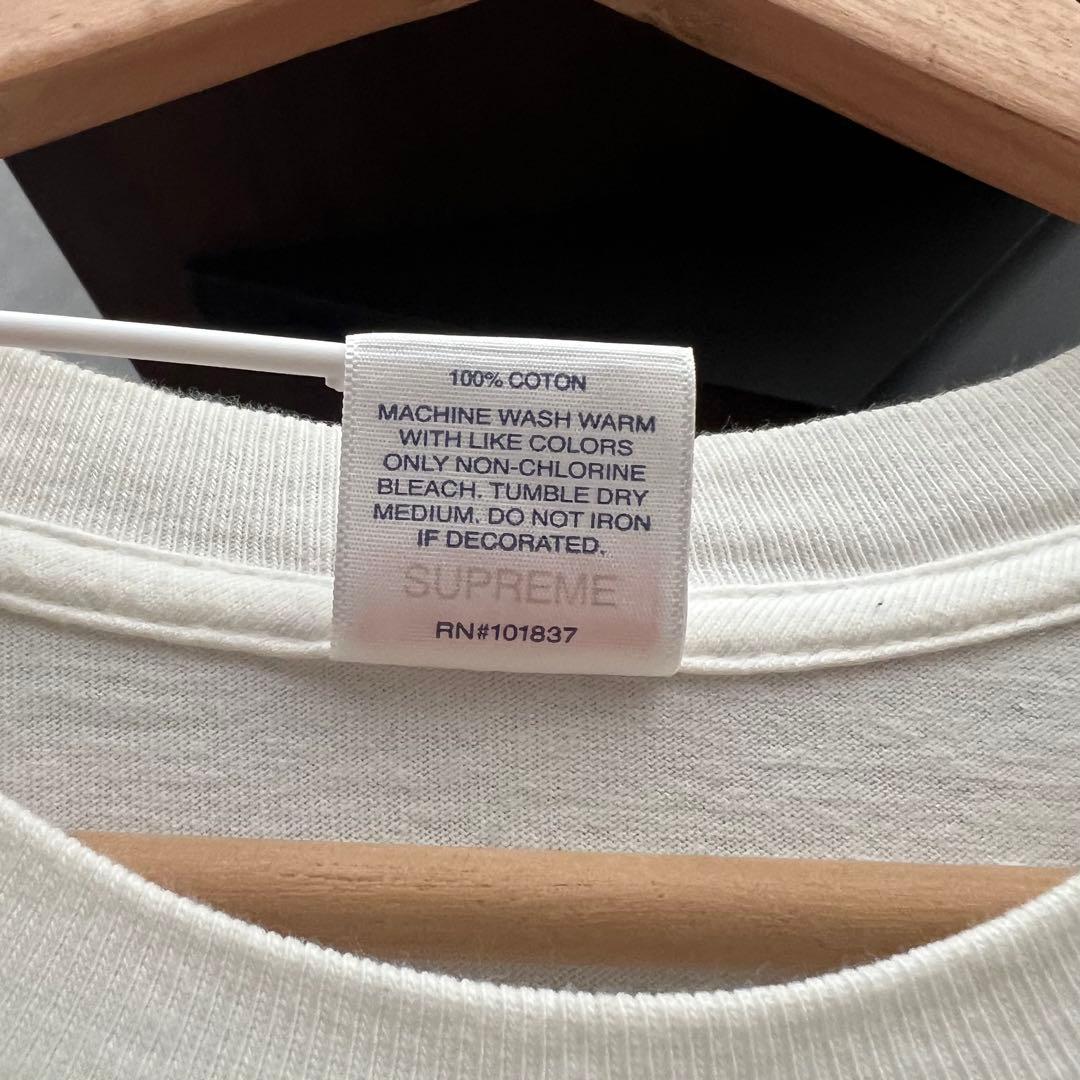 100% COTON
MACHINE WASH WARM
WITH LIKE COLORS
ONLY NON-CHLORINE
BLEACH. TUMBLE DRY
MEDIUM. DO NOT IRON
IF DECORATED.
SUPREME
RN#101837